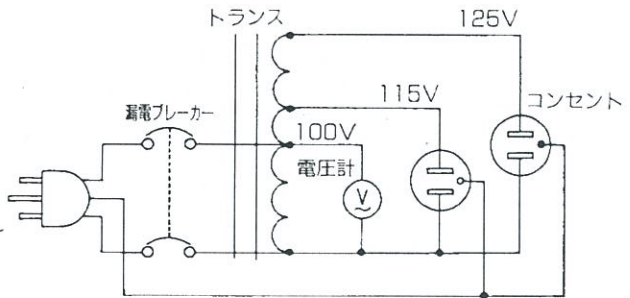 トランス
125V
漏電ブレーカー
115V
コンセント
100V
電圧計
V